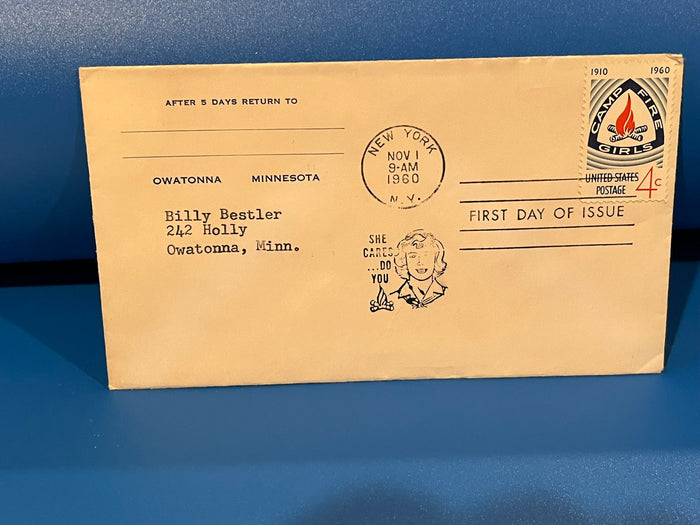 AFTER 5 DAYS RETURN TO
OWATONNA MINNESOTA
Billy Bestler
242 Holly
Owatonna, Minn.
NEW YORK
NOV 1
9-AM
1960
N.Y.
SHE
CARES
...DO
YOU
1910 1960
CAMP FIRE
GIRLS
UNITED STATES
POSTAGE 4c
FIRST DAY OF ISSUE